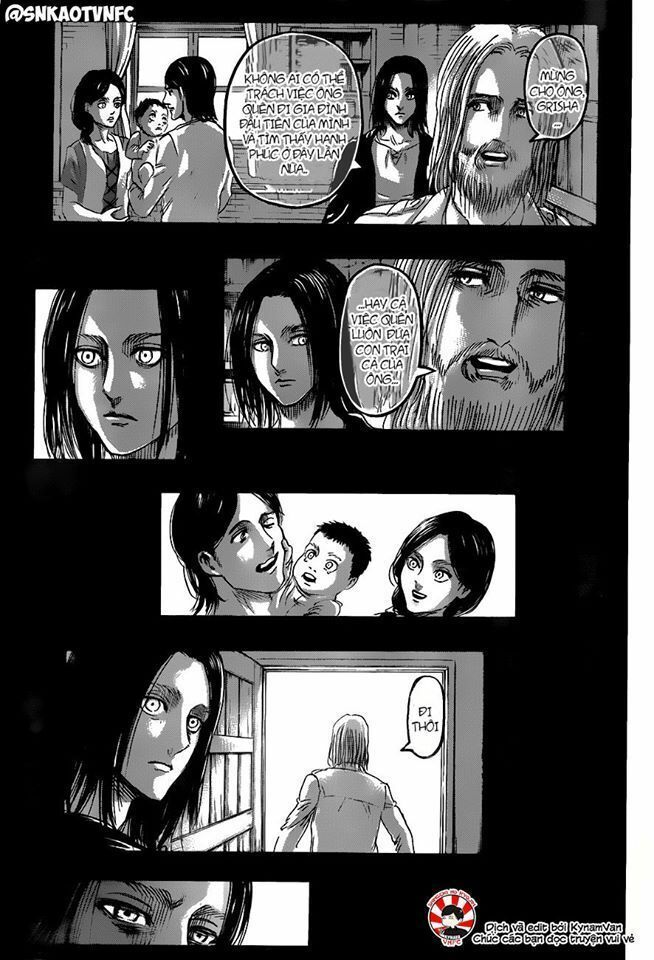 @SNKAOTVNFC
MỪNG
CHO ÔNG,
GRISHA
...
KHÔNG AI CÓ THỂ
TRÁCH VIỆC ÔNG
QUÊN ĐI GIA ĐÌNH
ĐẦU TIÊN CỦA MÌNH
VÀ TÌM THẤY HẠNH
PHÚC Ở ĐÂY LẦN
NỮA..
...HAY CẢ
VIỆC QUÊN
LUÔN ĐỨA
CON TRAI
CẢ CỦA
ÔNG...
ĐI
THÔI
VNFC
Dịch và edit bởi KynamVan
Chúc các bạn đọc truyện vui vẻ